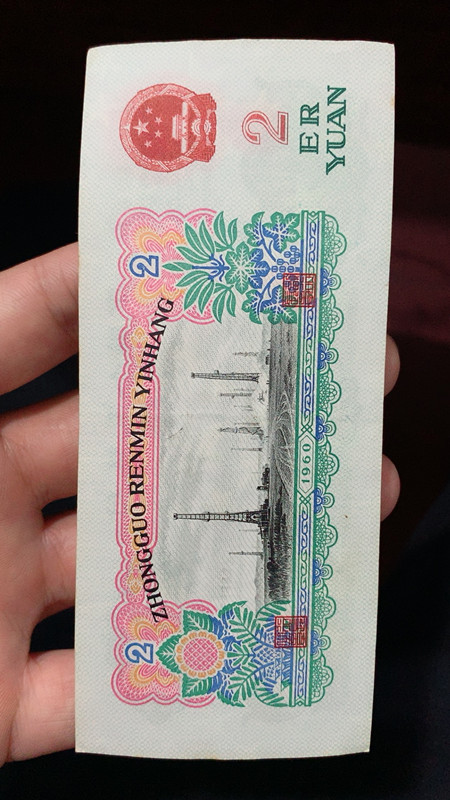 2
ER
YUAN
ZHONGGUO RENMIN YINHANG
2
2
1960